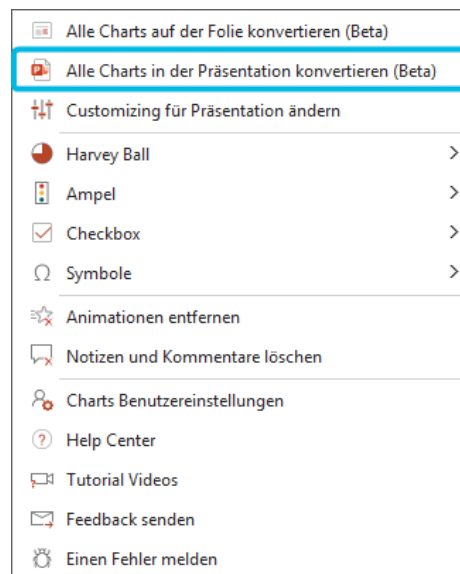 Alle Charts auf der Folie konvertieren (Beta)
Alle Charts in der Präsentation konvertieren (Beta)
Customizing für Präsentation ändern
Harvey Ball
Ampel
Checkbox
Symbole
Animationen entfernen
Notizen und Kommentare löschen
Charts Benutzereinstellungen
Help Center
Tutorial Videos
Feedback senden
Einen Fehler melden